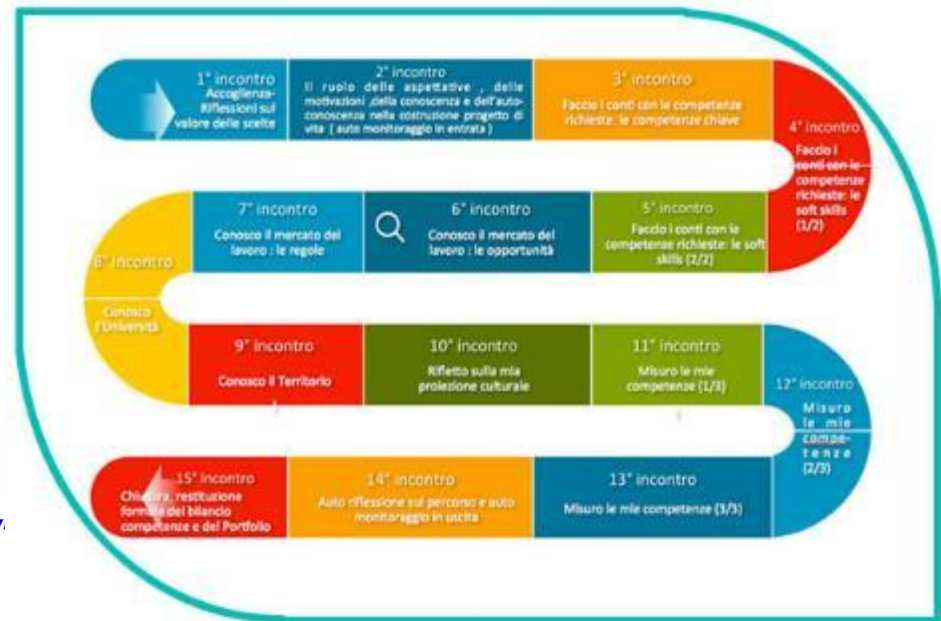 1° incontro
Accoglienza-
Riflessioni sul
valore delle scelte
2° incontro
Il ruolo delle aspettative , delle
motivazioni ,della conoscenza e dell'auto-
conoscenza nella costruzione progetto di
vita ( auto monitoraggio in entrata )
3° incontro
Faccio i conti con le competenze
richieste: le competenze chiave
4° incontro
Faccio i
conti con le
competenze
richieste: le
soft skills
(1/2)
5° incontro
Faccio i conti con le
competenze richieste: le soft
skills (2/2)
6° incontro
Conosco il mercato del
lavoro : le opportunità
7° incontro
Conosco il mercato del
lavoro : le regole
8° incontro
Conosco
l'Università
9° incontro
Conosco il Territorio
10° incontro
Rifletto sulla mia
proiezione culturale
11° incontro
Misuro le mie
competenze (1/3)
12° incontro
Misuro
le mie
compe-
tenze
(2/3)
13° incontro
Misuro le mie competenze (3/3)
14° incontro
Auto riflessione sul percorso e auto
monitoraggio in uscita
15° incontro
Chiusura, restituzione
formale del bilancio
competenze e del Portfolio